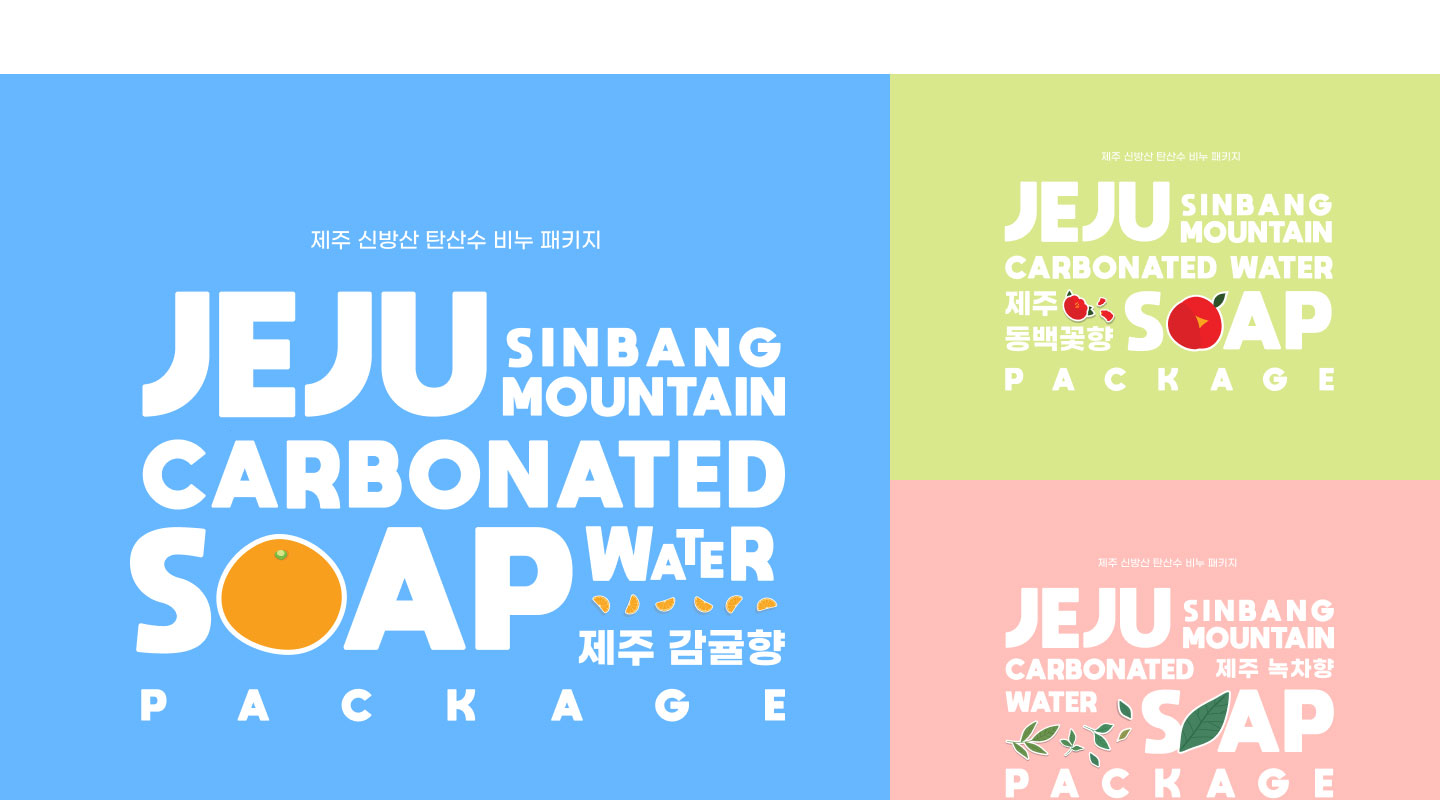 제주 신방산 탄산수 비누 패키지
JEJU SINBANG
MOUNTAIN
CARBONATED
SOAP WATER
제주 감귤향
PACKAGE
제주 신방산 탄산수 비누 패키지
JEJU SINBANG
MOUNTAIN
CARBONATED WATER
제주
동백꽃향 SOAP
PACKAGE
제주 신방산 탄산수 비누 패키지
JEJU SINBANG
MOUNTAIN
CARBONATED 제주 녹차향
WATER SOAP
PACKAGE